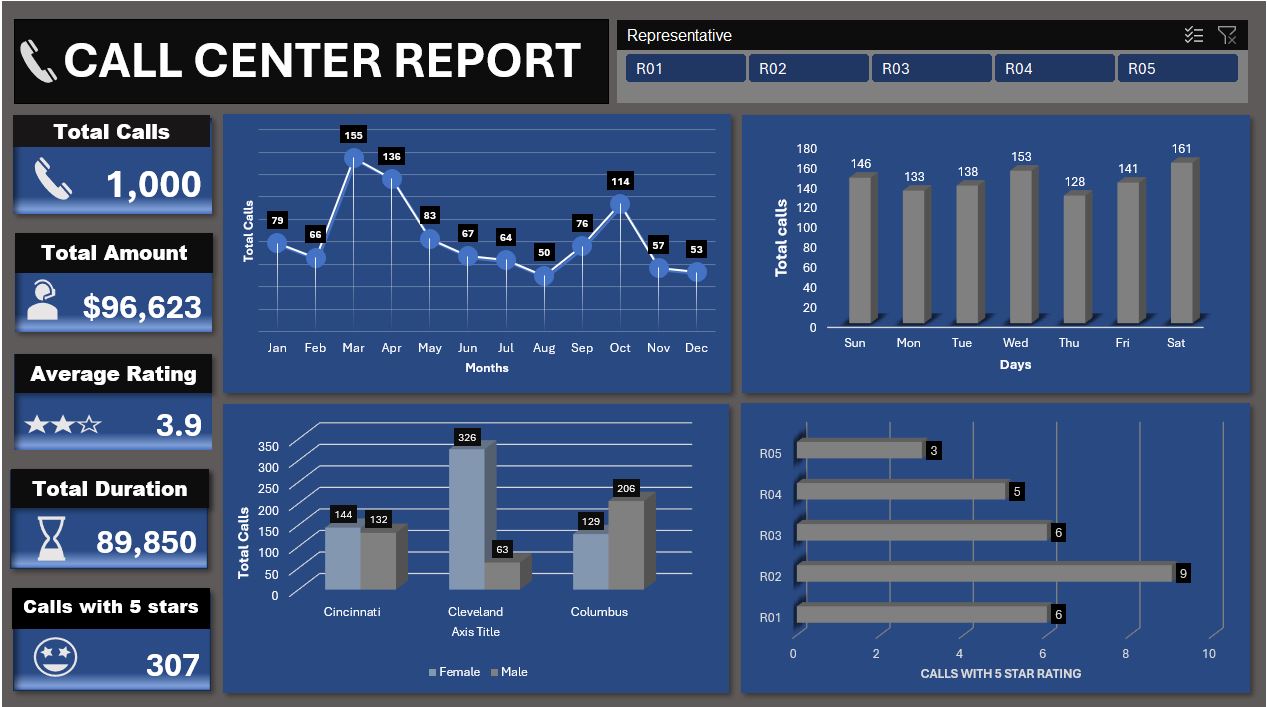 CALL CENTER REPORT
Representative
R01 R02 R03 R04 R05
Total Calls
1,000
Total Amount
$96,623
Average Rating
3.9
Total Duration
89,850
Calls with 5 stars
307
Total Calls
79 66 155 136 83 67 64 50 76 114 57 53
Jan Feb Mar Apr May Jun Jul Aug Sep Oct Nov Dec
Months
Total calls
180
160
140
120
100
80
60
40
20
0
146 133 138 153 128 141 161
Sun Mon Tue Wed Thu Fri Sat
Days
Total Calls
350
300
250
200
150
100
50
0
144 132 326 63 129 206
Cincinnati Cleveland Columbus
Axis Title
Female Male
R05 3
R04 5
R03 6
R02 9
R01 6
0 2 4 6 8 10
CALLS WITH 5 STAR RATING